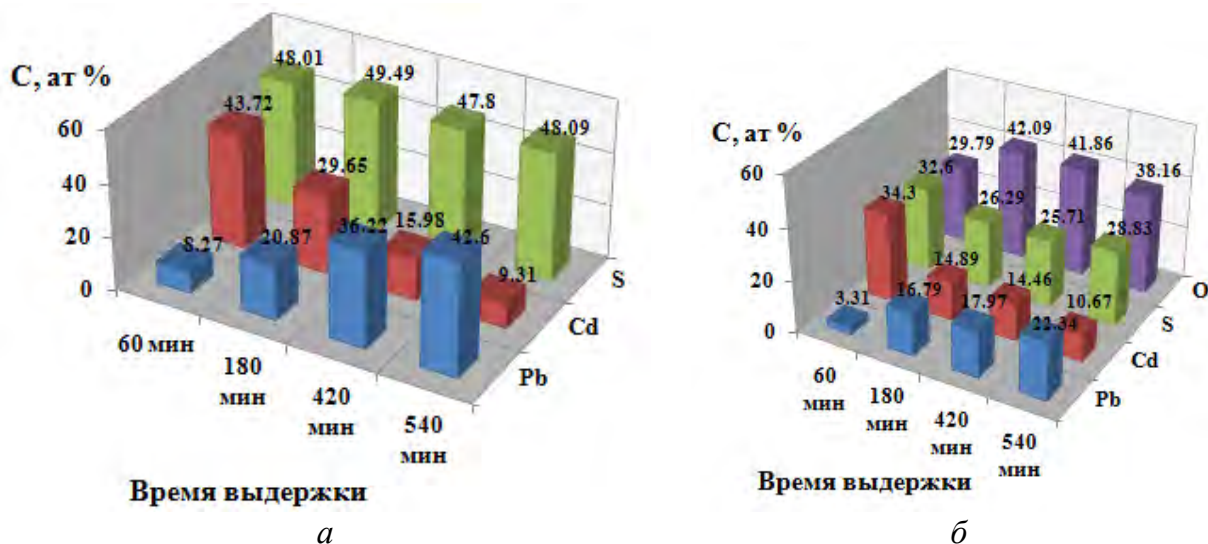 С, ат %
60
40
20
0
48.01
49.49
47.8
48.09
43.72
29.65
15.98
9.31
8.27
20.87
36.22
42.6
S
Cd
Pb
60 мин
180
мин
420
мин
540
мин
Время выдержки
а
С, ат %
60
40
20
0
29.79
42.09
41.86
38.16
32.6
26.29
25.71
28.83
34.3
14.89
14.46
10.67
3.31
16.79
17.97
22.34
O
S
Cd
Pb
60
мин
180
мин
420
мин
540
мин
Время выдержки
б